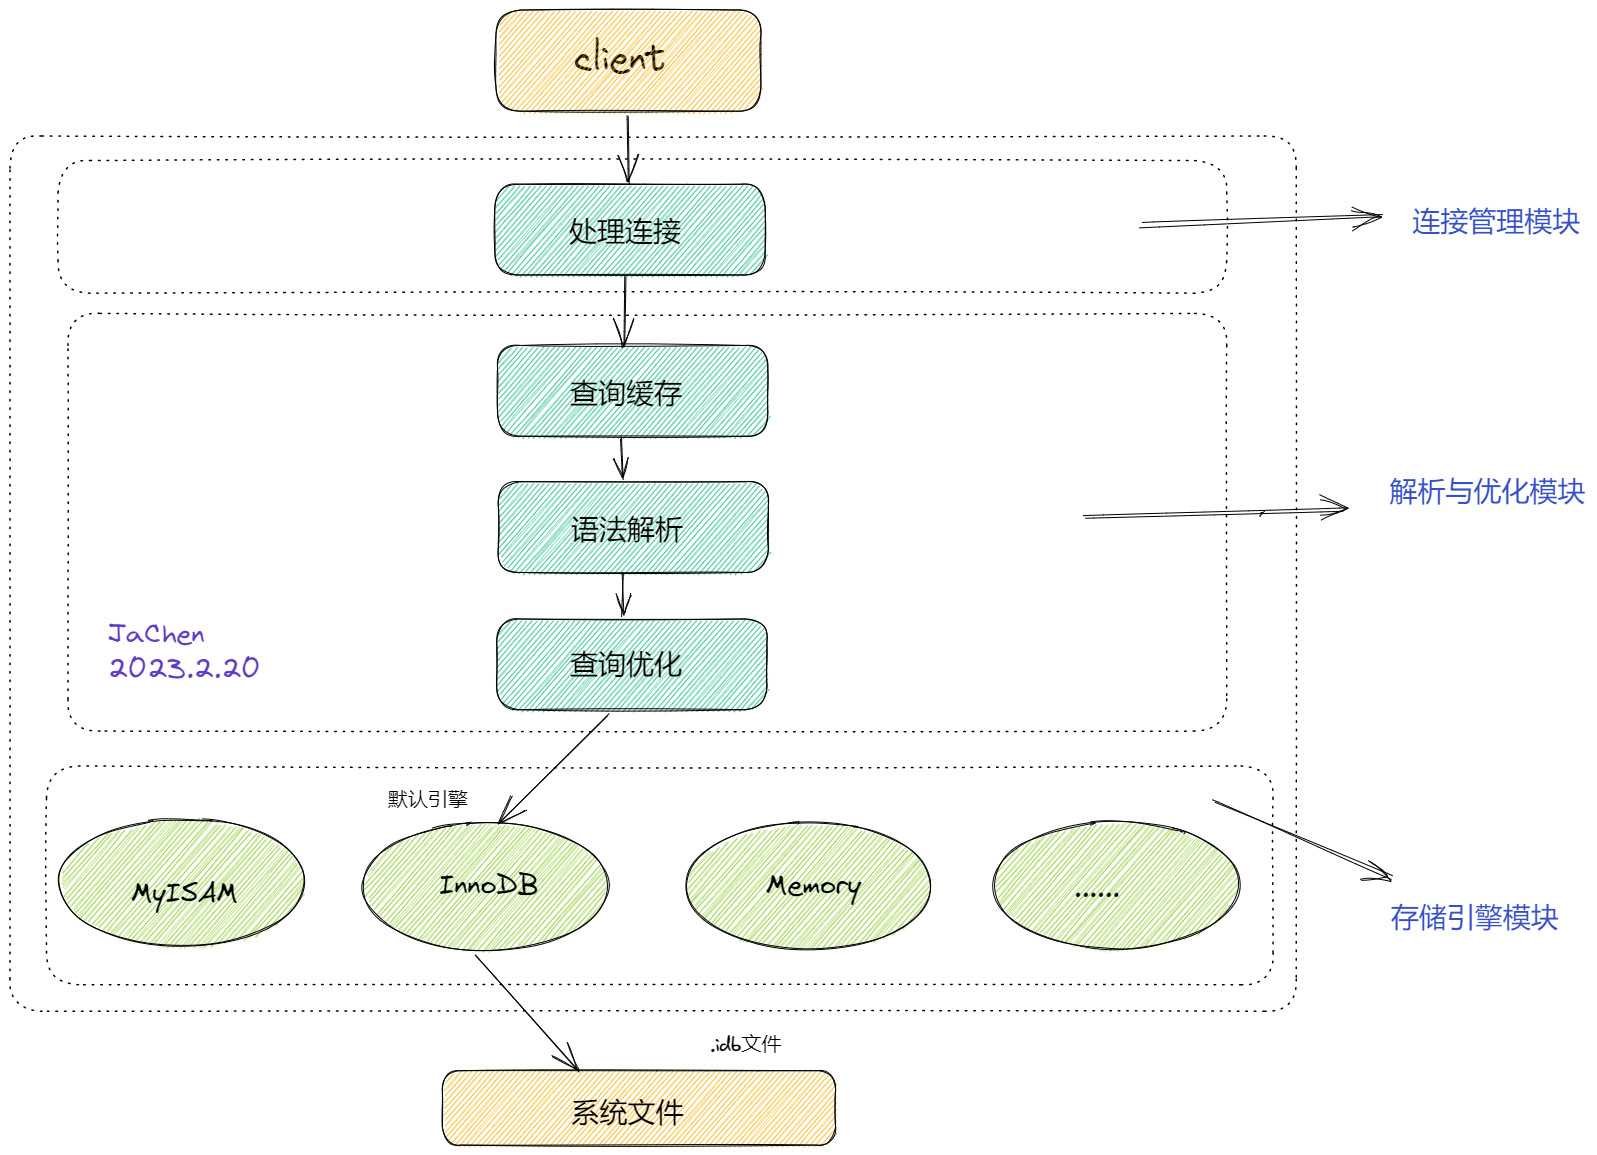 client
处理连接
连接管理模块
查询缓存
语法解析
解析与优化模块
查询优化
JaChen
2023.2.20
默认引擎
MyISAM
InnoDB
Memory
......
存储引擎模块
.idb文件
系统文件